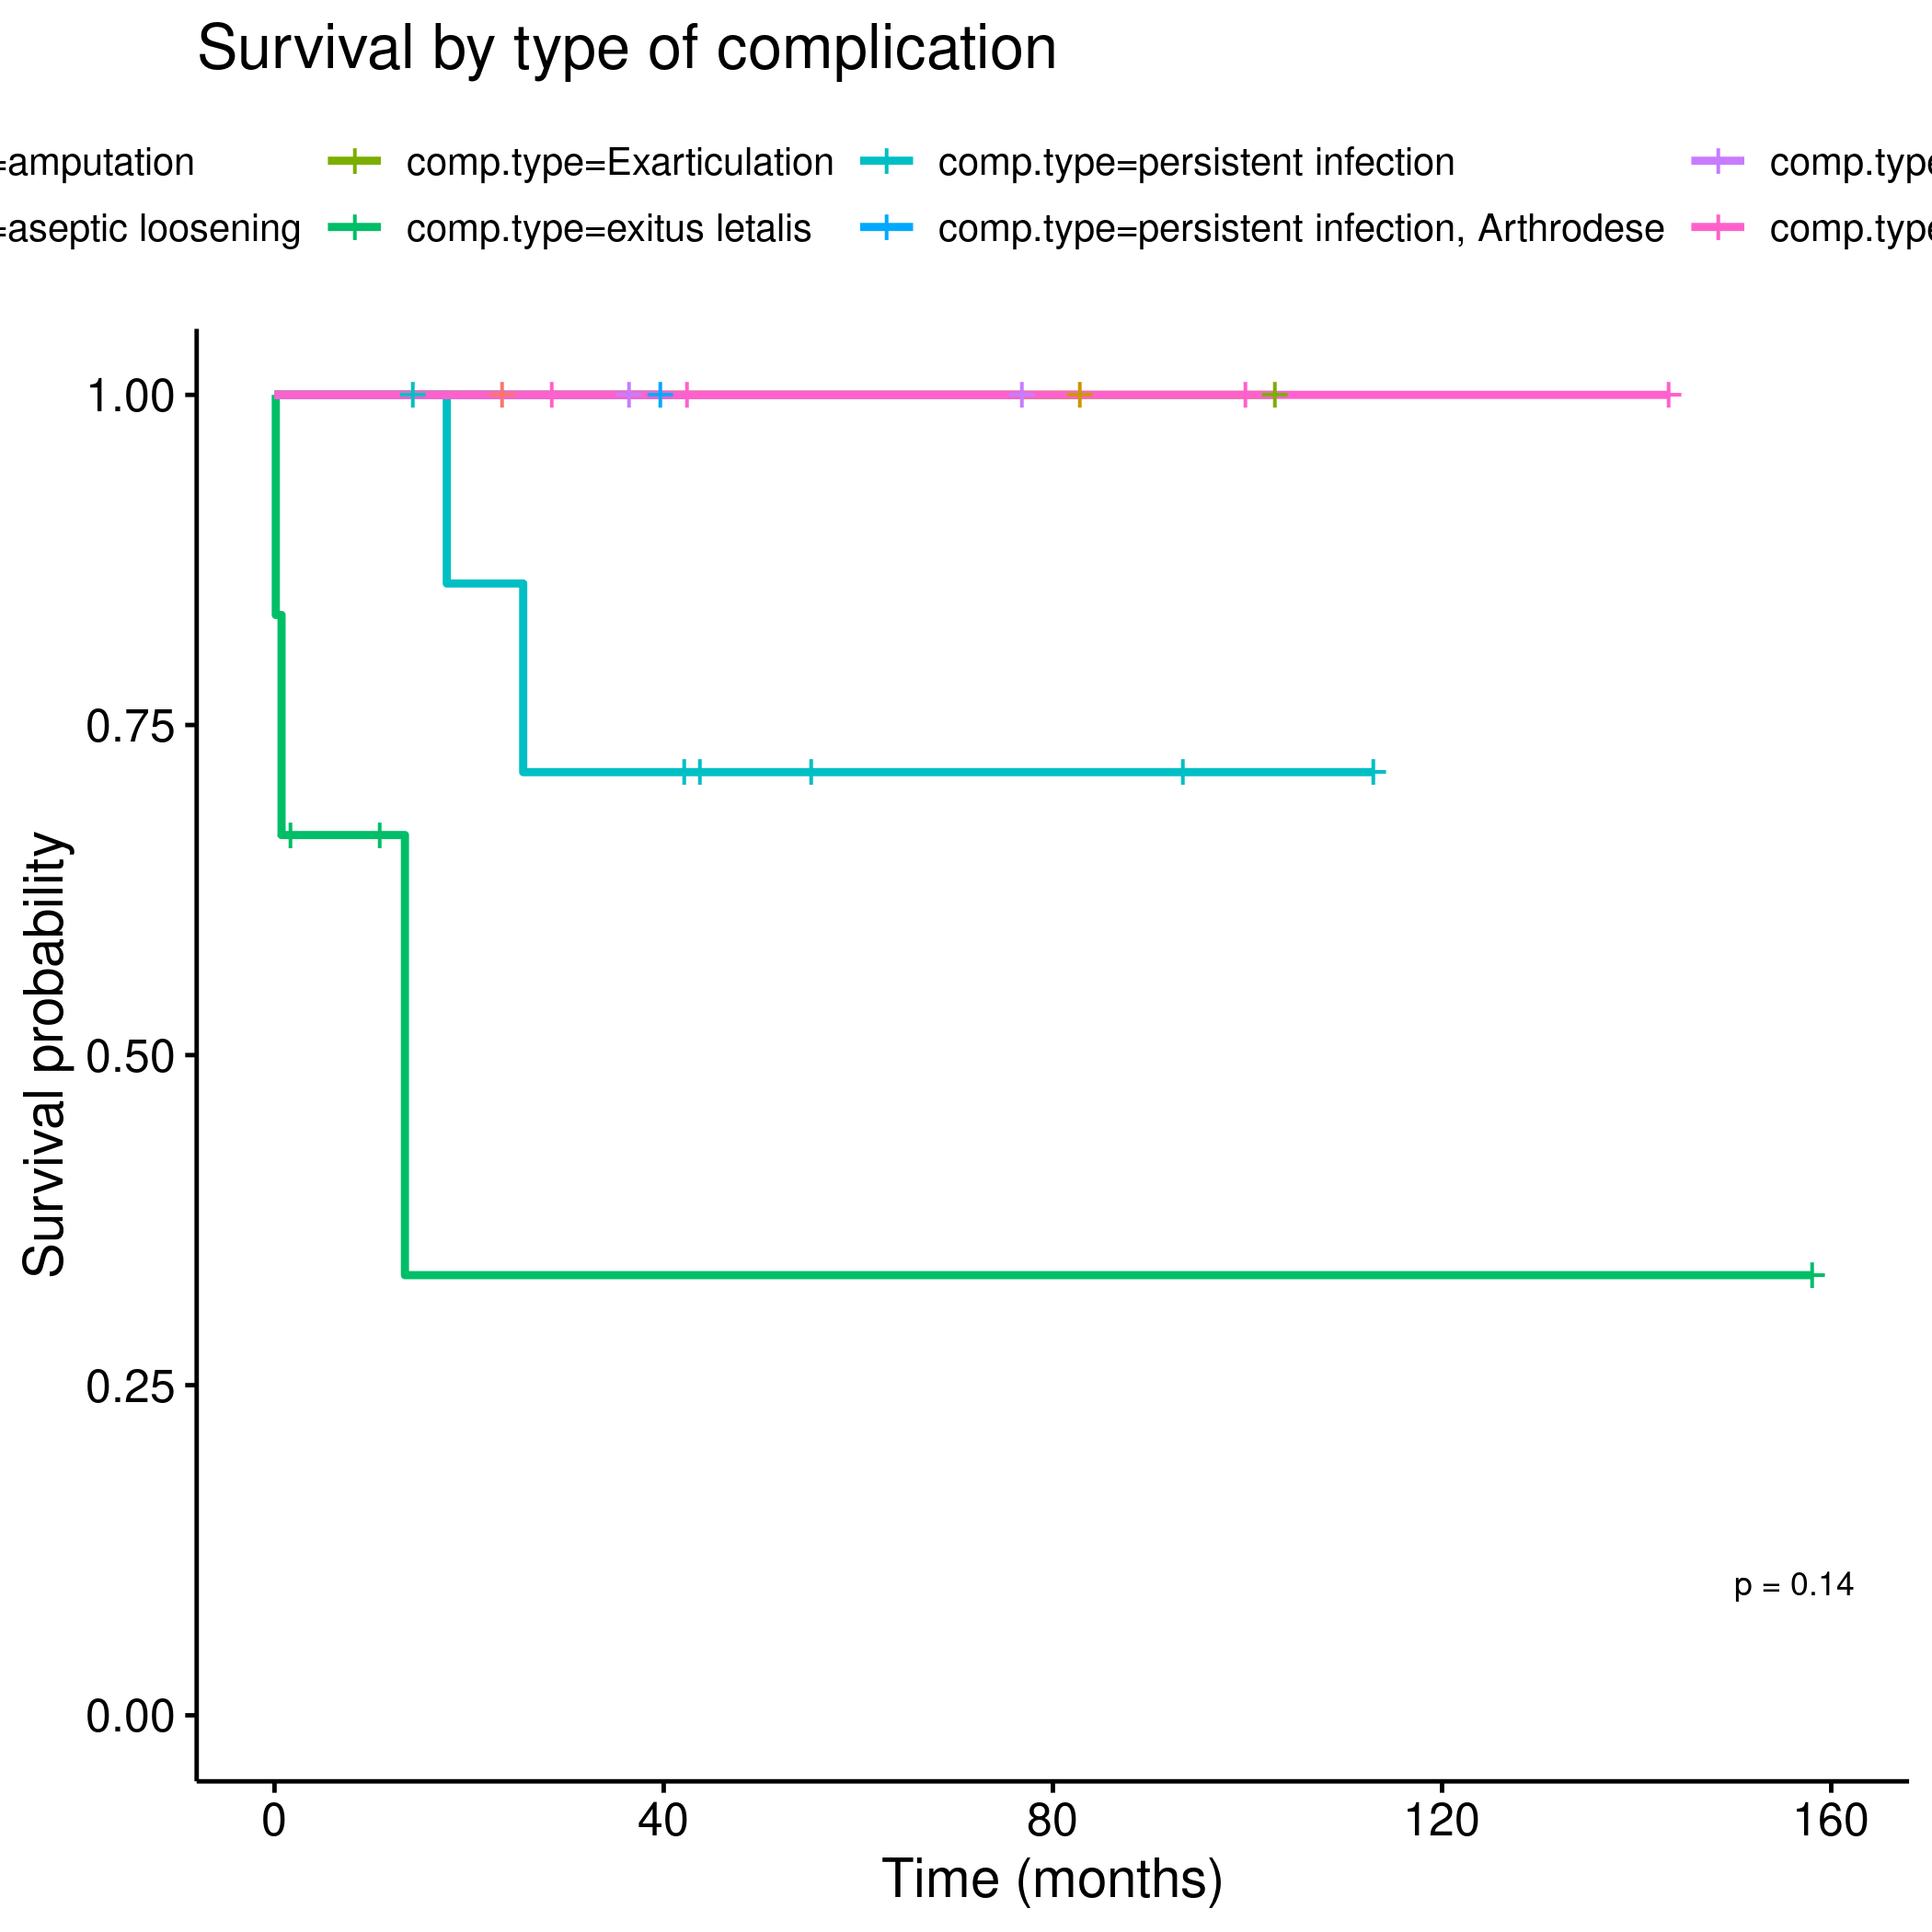 Survival by type of complication
=amputation comp.type=Exarticulation comp.type=persistent infection comp.type
=aseptic loosening comp.type=exitus letalis comp.type=persistent infection, Arthrodese comp.type
1.00
0.75
0.50
0.25
0.00
Survival probability
p = 0.14
0 40 80 120 160
Time (months)